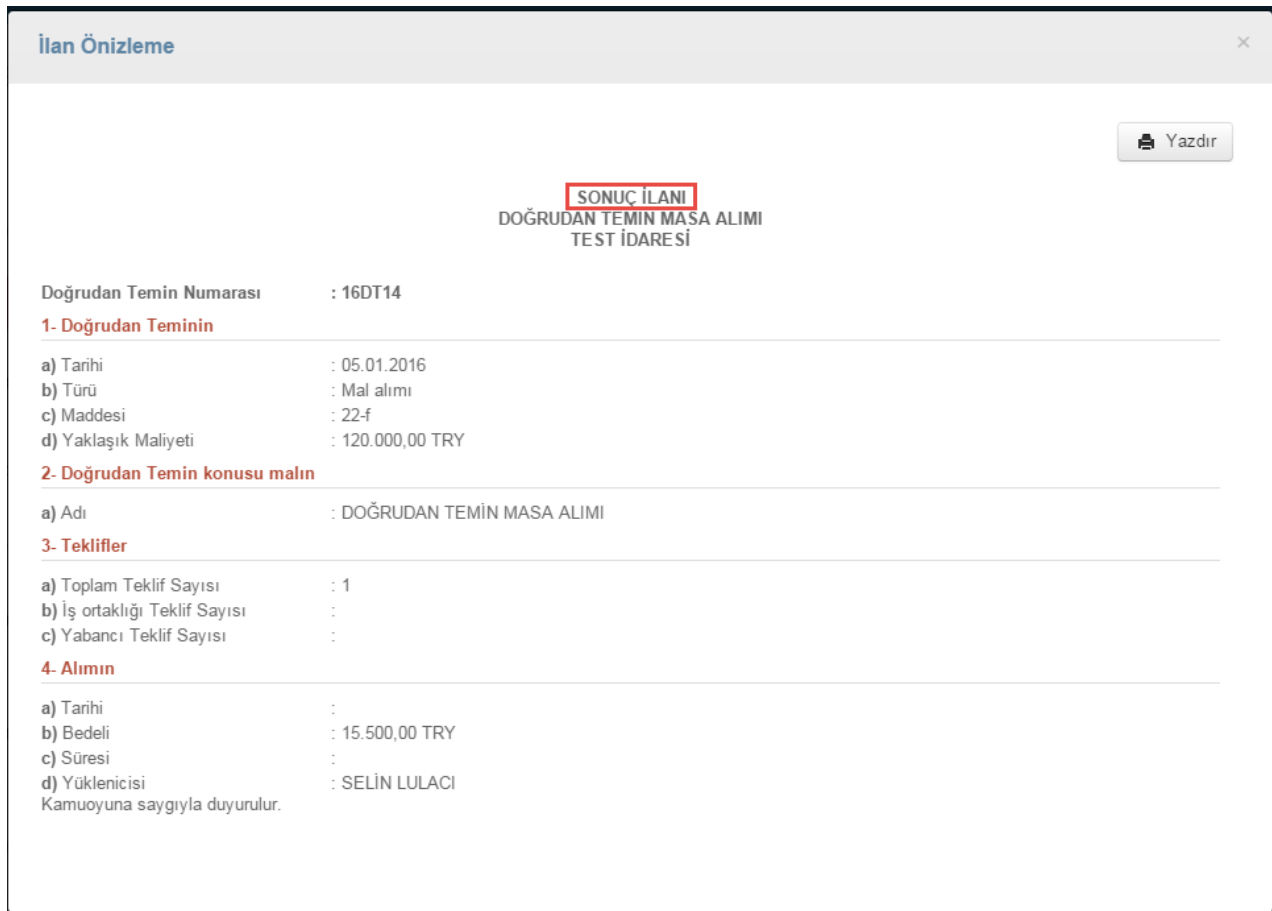 İlan Önizleme ×
Yazdır
SONUÇ İLANI
DOĞRUDAN TEMİN MASA ALIMI
TEST İDARESİ
Doğrudan Temin Numarası : 16DT14
1- Doğrudan Teminin
a) Tarihi : 05.01.2016
b) Türü : Mal alımı
c) Maddesi : 22-f
d) Yaklaşık Maliyeti : 120.000,00 TRY
2- Doğrudan Temin konusu malın
a) Adı : DOĞRUDAN TEMİN MASA ALIMI
3- Teklifler
a) Toplam Teklif Sayısı : 1
b) İş ortaklığı Teklif Sayısı :
c) Yabancı Teklif Sayısı :
4- Alımın
a) Tarihi :
b) Bedeli : 15.500,00 TRY
c) Süresi :
d) Yüklenicisi : SELİN LULACI
Kamuoyuna saygıyla duyurulur.